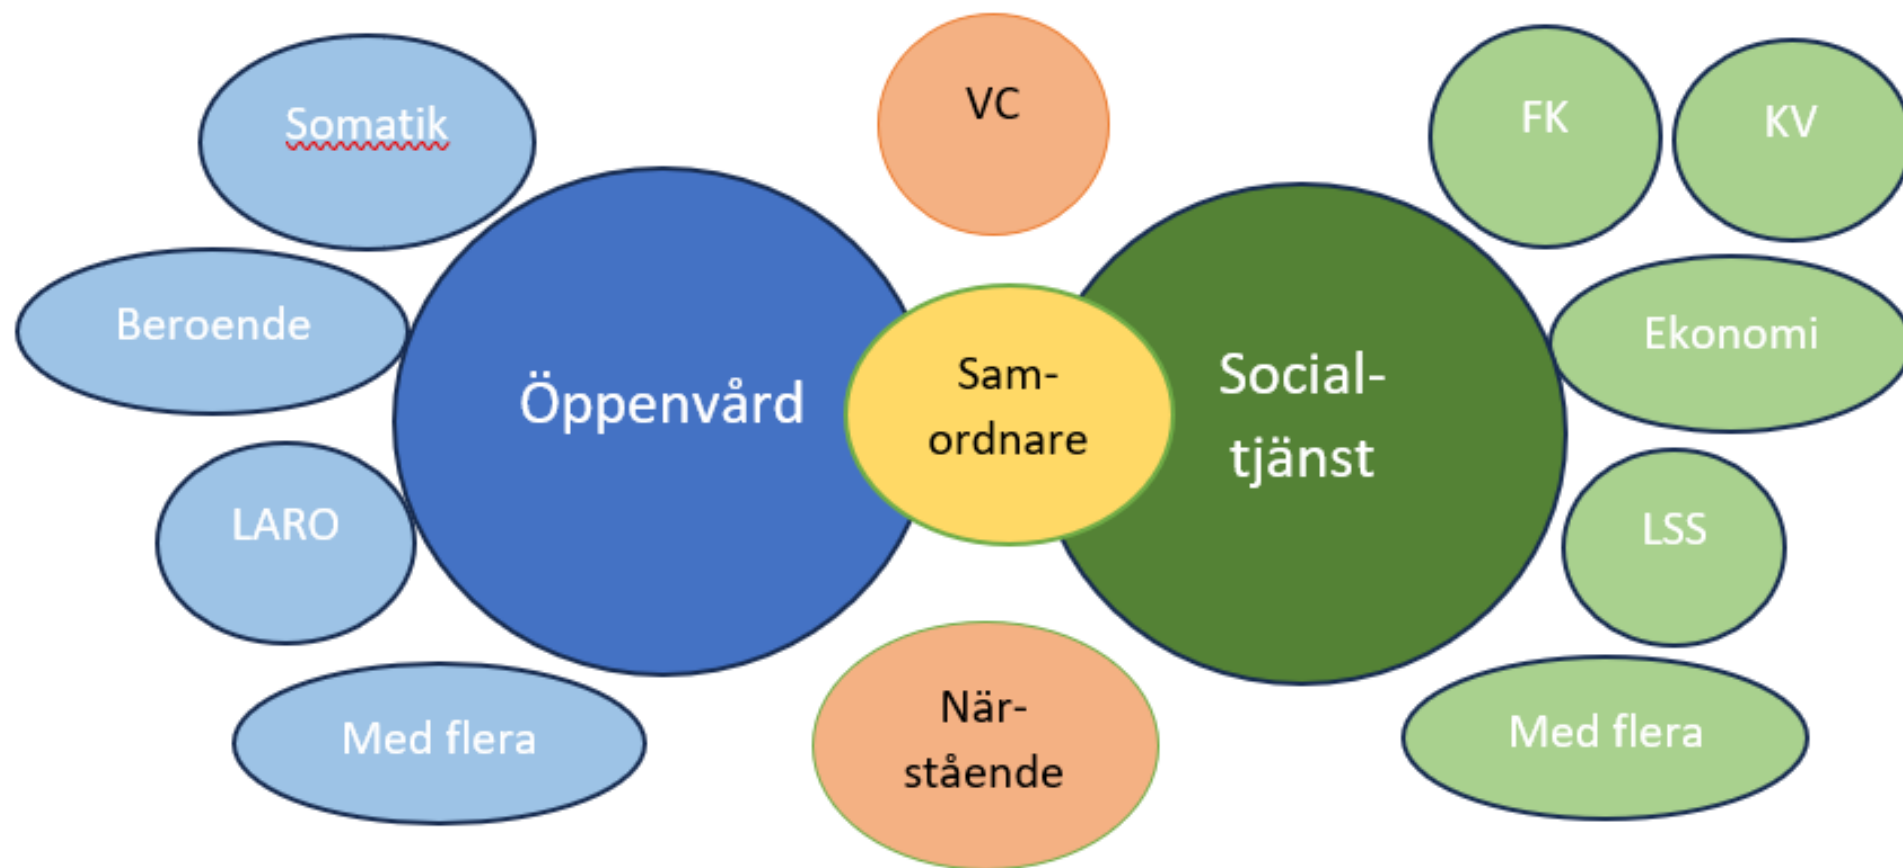 Somatik
VC
FK
KV
Beroende
Öppenvård
Sam-
ordnare
Social-
tjänst
Ekonomi
LARO
LSS
Med flera
När-
stående
Med flera